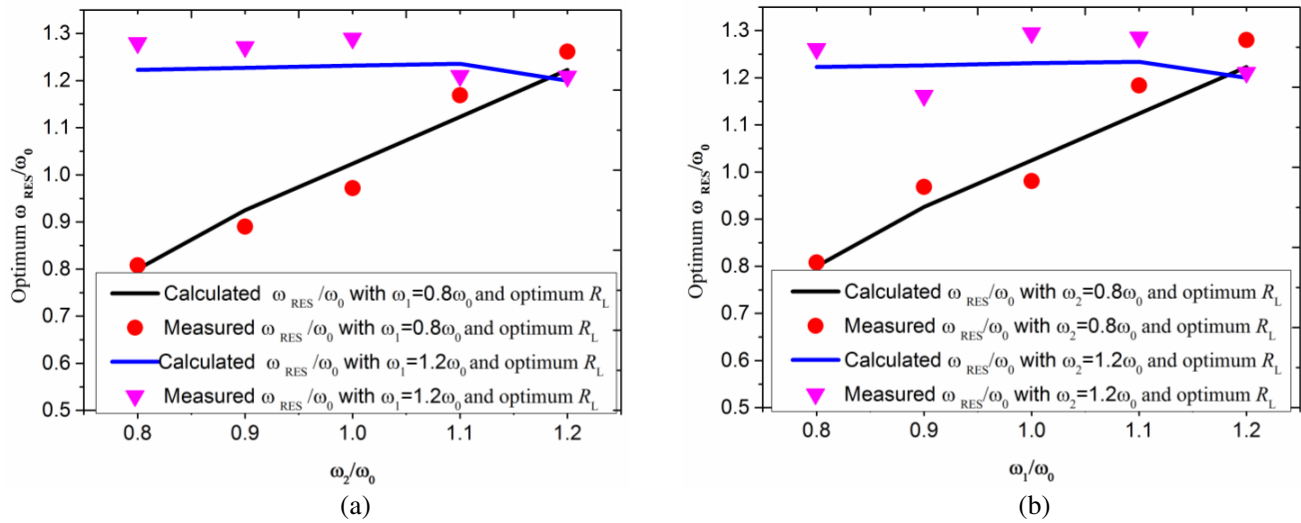 Optimum ω RES/ω0
1.3
1.2
1.1
1.0
0.9
0.8
0.7
0.6
0.5
Calculated ω RES /ω0 with ω1=0.8ω0 and optimum RL
Measured ω RES /ω0 with ω1=0.8ω0 and optimum RL
Calculated ω RES /ω0 with ω1=1.2ω0 and optimum RL
Measured ω RES /ω0 with ω1=1.2ω0 and optimum RL
0.8 0.9 1.0 1.1 1.2
ω2/ω0
(a)
Optimum ω RES/ω0
1.3
1.2
1.1
1.0
0.9
0.8
0.7
0.6
0.5
Calculated ω RES/ω0 with ω2=0.8ω0 and optimum RL
Measured ω RES/ω0 with ω2=0.8ω0 and optimum RL
Calculated ω RES/ω0 with ω2=1.2ω0 and optimum RL
Measured ω RES/ω0 with ω2=1.2ω0 and optimum RL
0.8 0.9 1.0 1.1 1.2
ω1/ω0
(b)